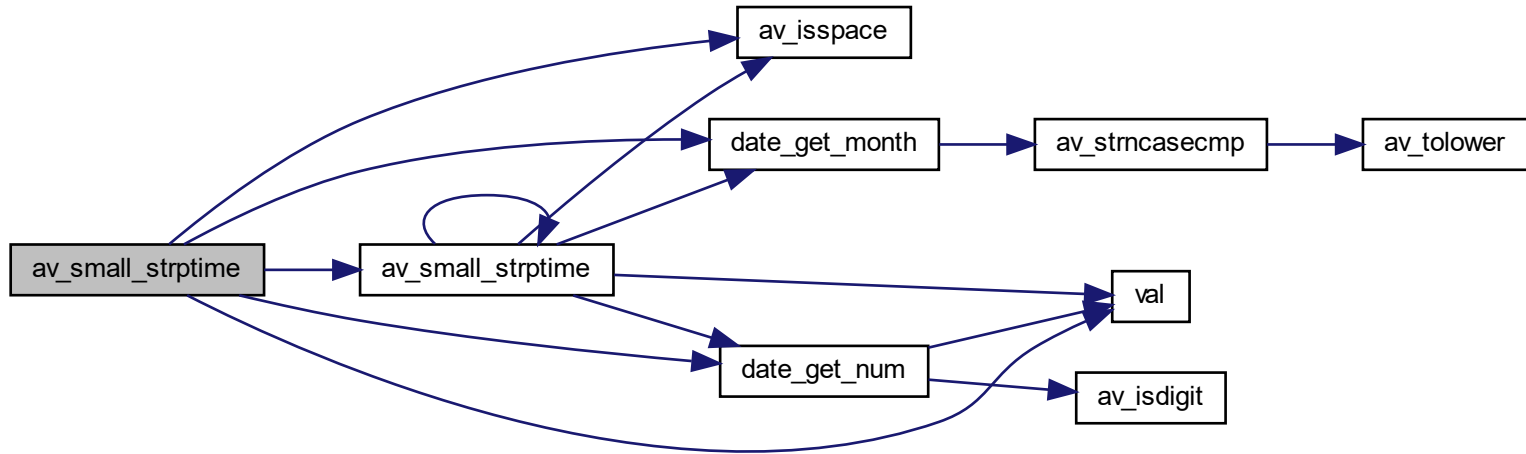 av_isspace
date_get_month
av_strncasecmp
av_tolower
av_small_strptime
av_small_strptime
val
date_get_num
av_isdigit